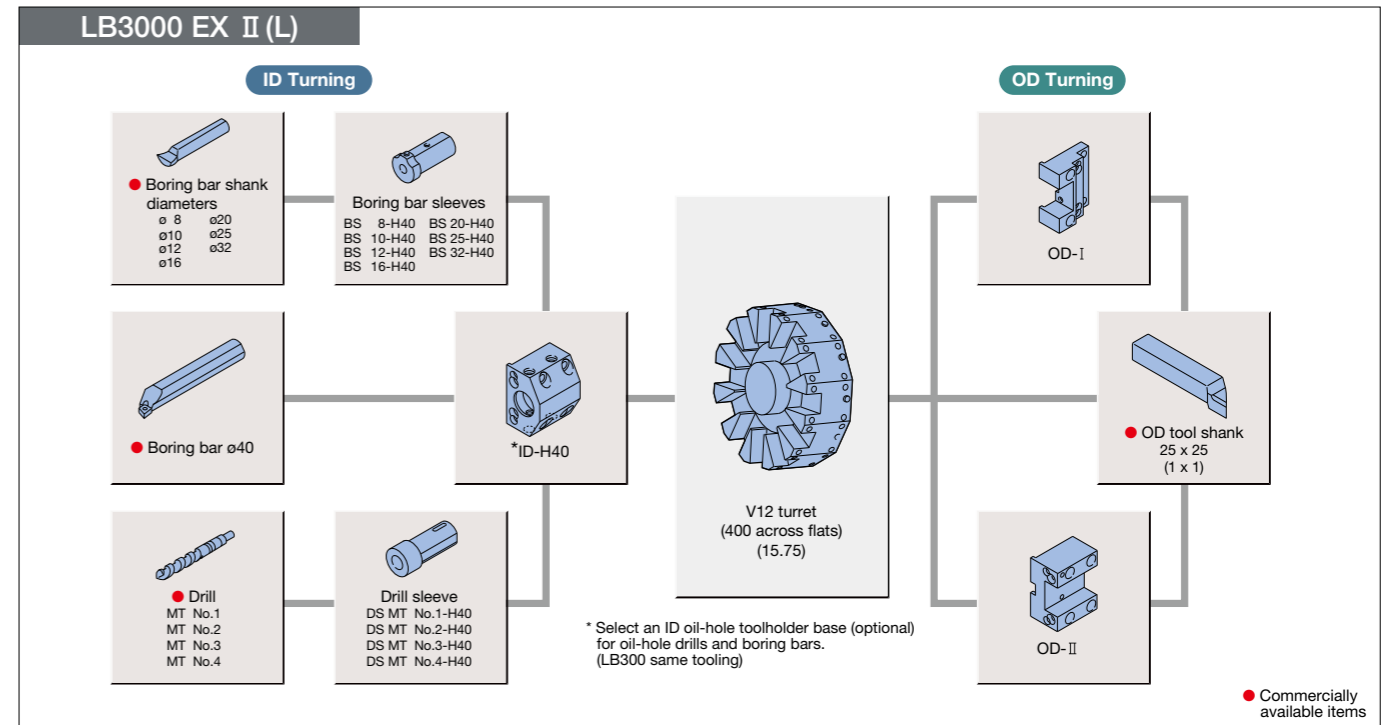 LB3000 EX Ⅱ(L)
ID Turning
OD Turning
● Boring bar shank
diameters
ø 8 ø20
ø10 ø25
ø12 ø32
ø16
Boring bar sleeves
BS 8-H40 BS 20-H40
BS 10-H40 BS 25-H40
BS 12-H40 BS 32-H40
BS 16-H40
OD-Ⅰ
● Boring bar ø40
*ID-H40
V12 turret
(400 across flats)
(15.75)
● OD tool shank
25 x 25
(1 x 1)
● Drill
MT No.1
MT No.2
MT No.3
MT No.4
Drill sleeve
DS MT No.1-H40
DS MT No.2-H40
DS MT No.3-H40
DS MT No.4-H40
* Select an ID oil-hole toolholder base (optional)
for oil-hole drills and boring bars.
(LB300 same tooling)
OD-Ⅱ
● Commercially
available items